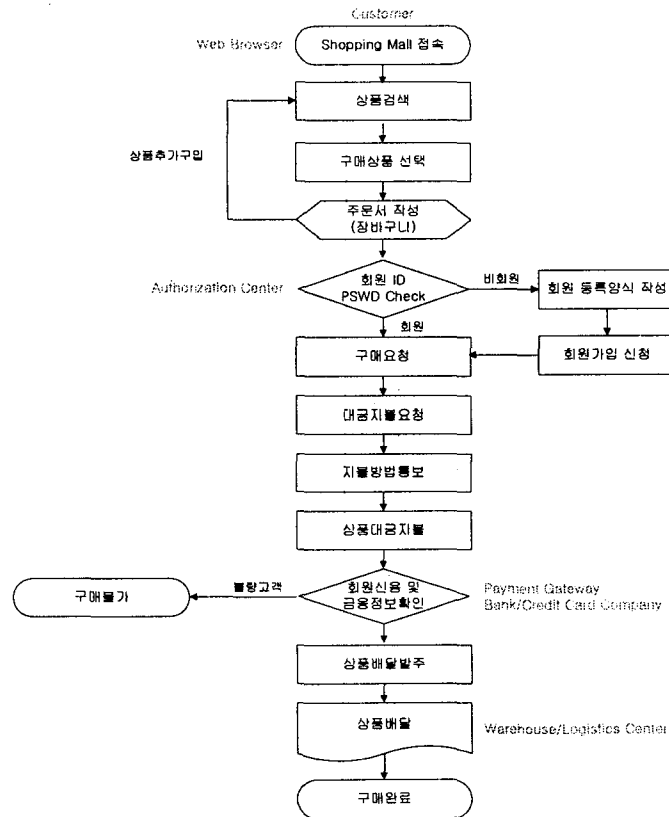 Customer
Web Browser
Shopping Mall 접속
상품검색
상품추가구입
구매상품 선택
주문서 작성
(장바구니)
Authorization Center
회원 ID
PSWD Check
비회원
회원 등록양식 작성
회원
구매요청
회원가입 신청
대금지불요청
지불방법통보
상품대금지불
불량고객
구매불가
회원신용 및
금융정보확인
Payment Gateway
Bank/Credit Card Company
상품배달발주
상품배달
Warehouse/Logistics Center
구매완료